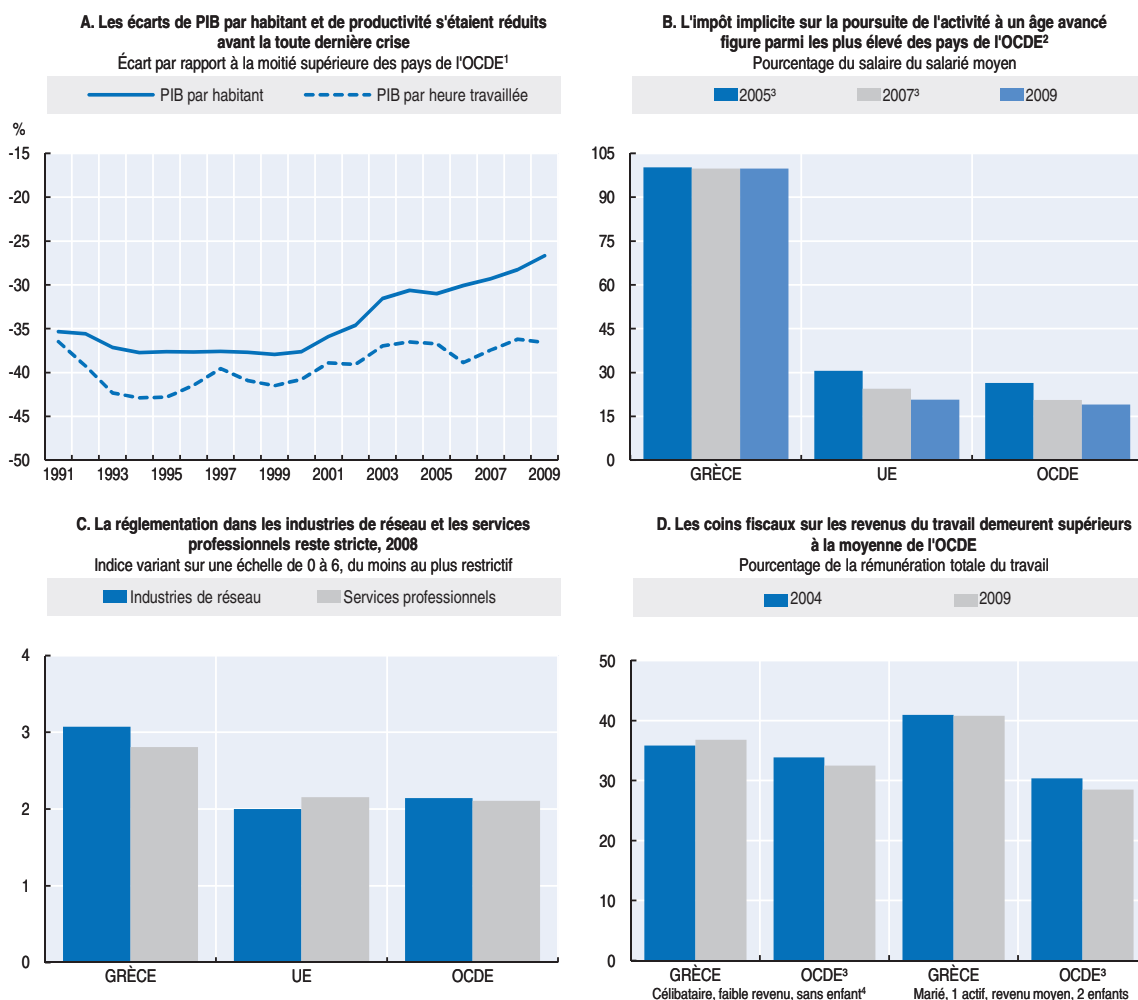 A. Les écarts de PIB par habitant et de productivité s'étaient réduits
avant la toute dernière crise
Écart par rapport à la moitié supérieure des pays de l'OCDE¹
PIB par habitant
PIB par heure travaillée
%
-15
-20
-25
-30
-35
-40
-45
-50
1991
1993
1995
1997
1999
2001
2003
2005
2007
2009
B. L'impôt implicite sur la poursuite de l'activité à un âge avancé
figure parmi les plus élevé des pays de l'OCDE²
Pourcentage du salaire du salarié moyen
2005³
2007³
2009
105
90
75
60
45
30
15
0
GRÈCE
UE
OCDE
C. La réglementation dans les industries de réseau et les services
professionnels reste stricte, 2008
Indice variant sur une échelle de 0 à 6, du moins au plus restrictif
Industries de réseau
Services professionnels
4
3
2
1
0
GRÈCE
UE
OCDE
D. Les coins fiscaux sur les revenus du travail demeurent supérieurs
à la moyenne de l'OCDE
Pourcentage de la rémunération totale du travail
2004
2009
50
40
30
20
10
0
GRÈCE
OCDE³
GRÈCE
OCDE³
Célibataire, faible revenu, sans enfant⁴
Marié, 1 actif, revenu moyen, 2 enfants